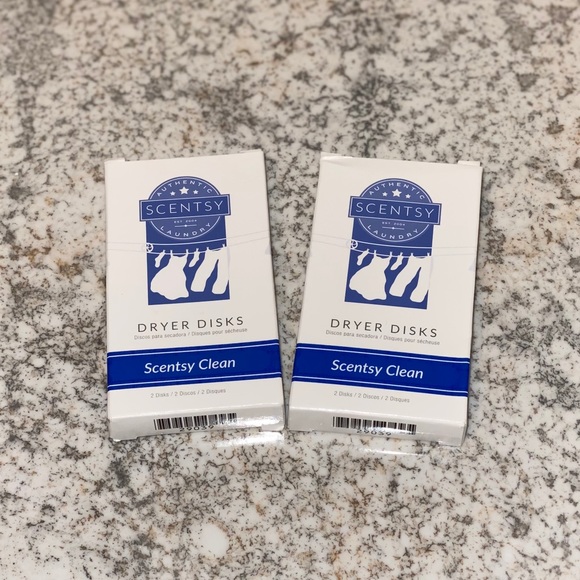 AUTHENTIC
SCENTSY
EST. 2004
LAUNDRY
DRYER DISKS
Discos para secadora / Disques pour sécheuse
Scentsy Clean
2 Disks / 2 Discos / 2 Disques
AUTHENTIC
SCENTSY
EST. 2004
LAUNDRY
DRYER DISKS
Discos para secadora / Disques pour sécheuse
Scentsy Clean
2 Disks / 2 Discos / 2 Disques